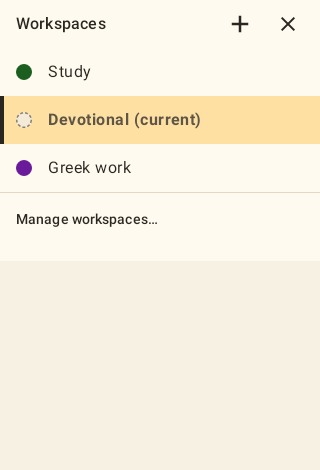 Workspaces
Study
Devotional (current)
Greek work
Manage workspaces…